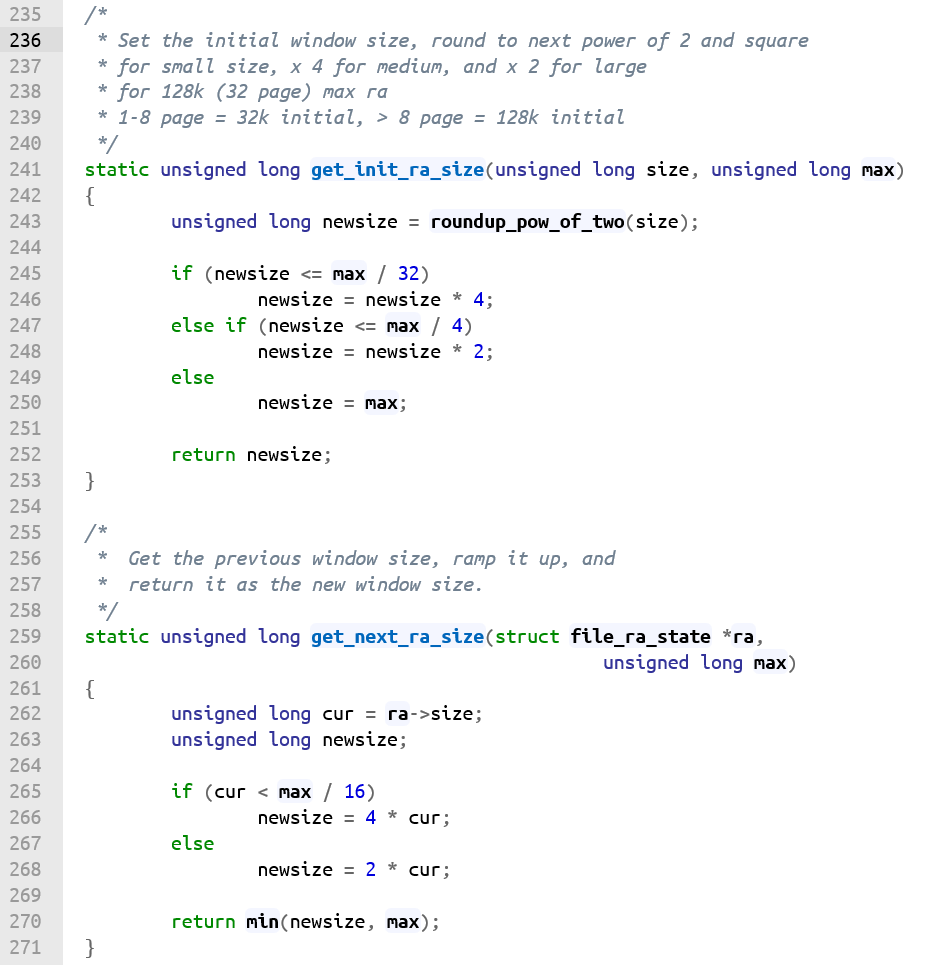 235 /*
236  * Set the initial window size, round to next power of 2 and square
237  * for small size, x 4 for medium, and x 2 for large
238  * for 128k (32 page) max ra
239  * 1-8 page = 32k initial, > 8 page = 128k initial
240  */
241 static unsigned long get_init_ra_size(unsigned long size, unsigned long max)
242 {
243         unsigned long newsize = roundup_pow_of_two(size);
244
245         if (newsize <= max / 32)
246                 newsize = newsize * 4;
247         else if (newsize <= max / 4)
248                 newsize = newsize * 2;
249         else
250                 newsize = max;
251
252         return newsize;
253 }
254
255 /*
256  *  Get the previous window size, ramp it up, and
257  *  return it as the new window size.
258  */
259 static unsigned long get_next_ra_size(struct file_ra_state *ra,
260                                                 unsigned long max)
261 {
262         unsigned long cur = ra->size;
263         unsigned long newsize;
264
265         if (cur < max / 16)
266                 newsize = 4 * cur;
267         else
268                 newsize = 2 * cur;
269
270         return min(newsize, max);
271 }